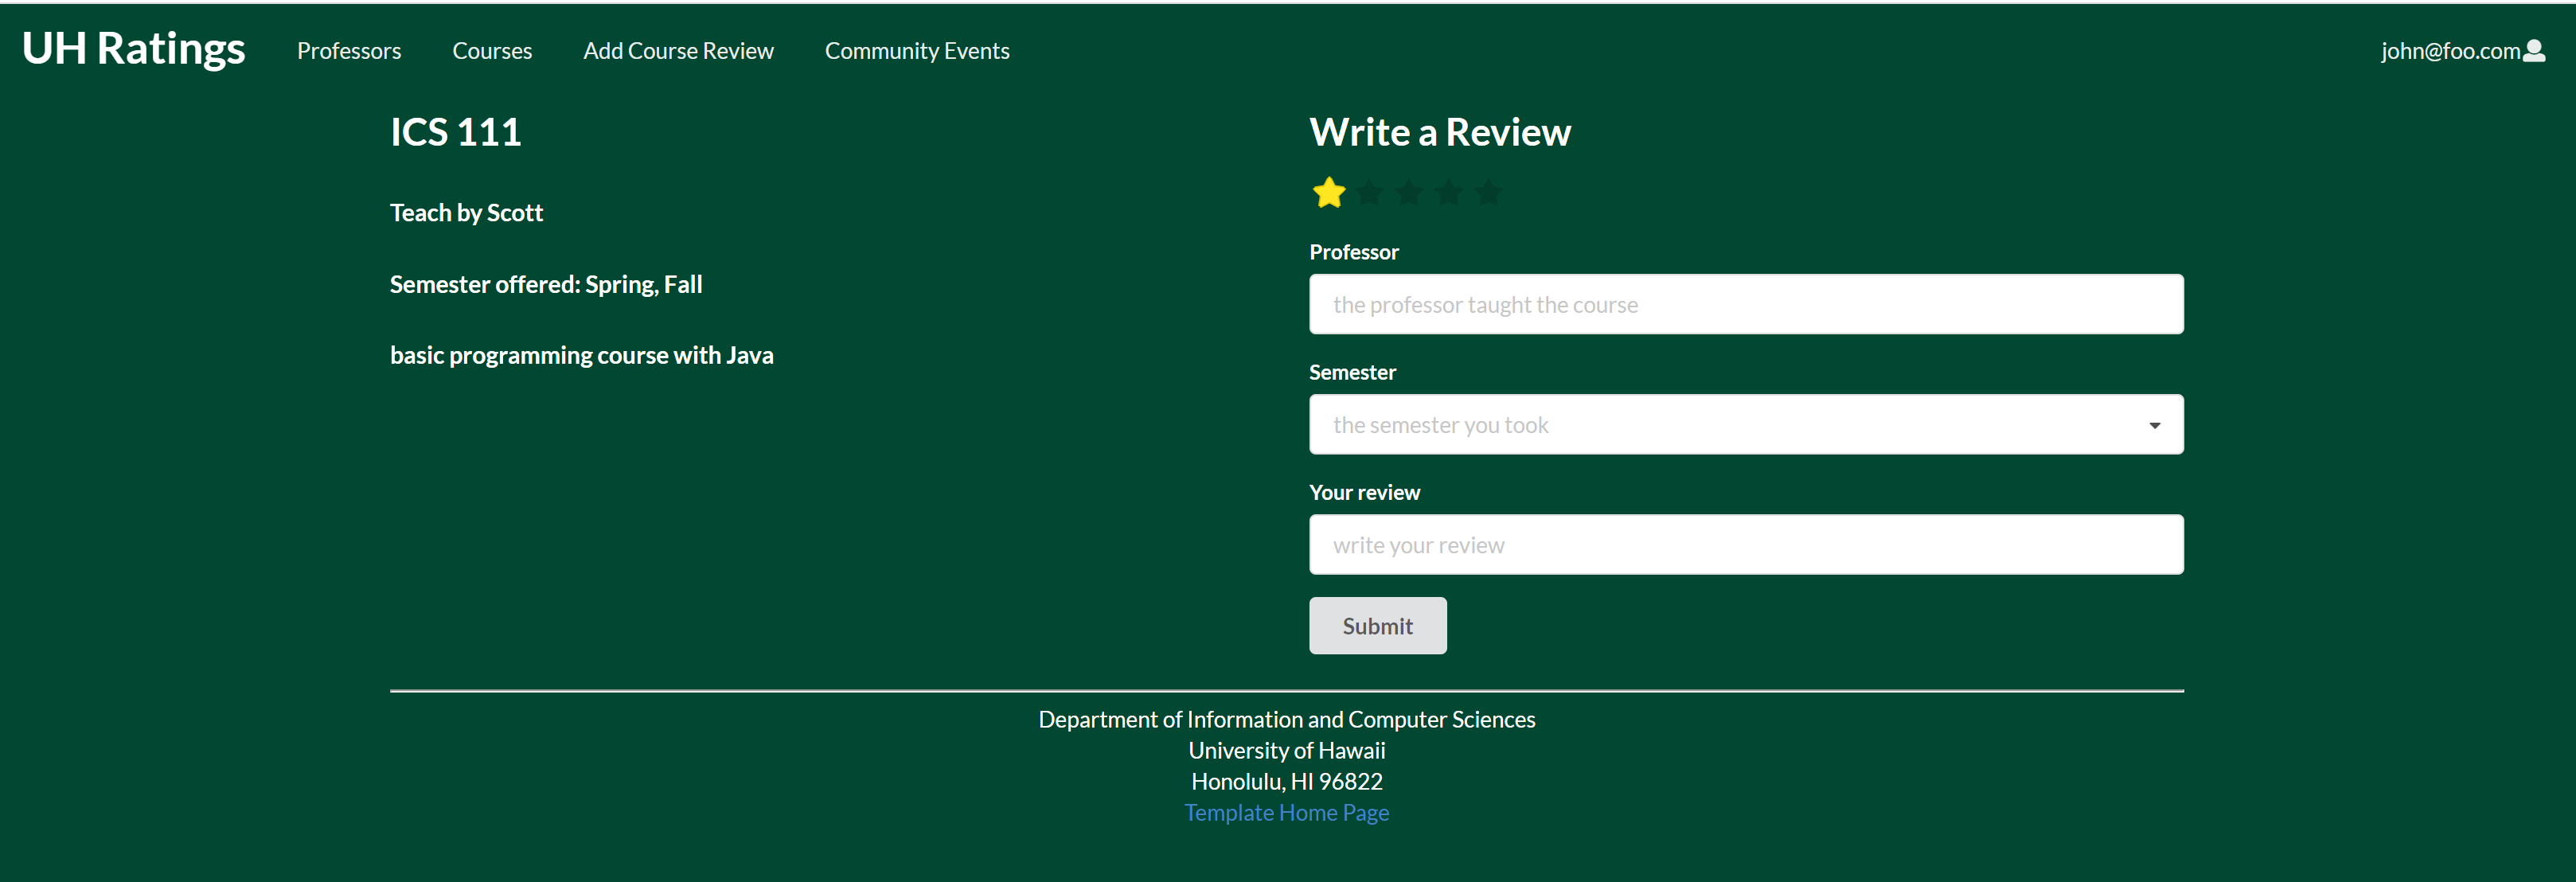 UH Ratings
Professors
Courses
Add Course Review
Community Events
john@foo.com
ICS 111
Teach by Scott
Semester offered: Spring, Fall
basic programming course with Java
Write a Review
Professor
the professor taught the course
Semester
the semester you took
Your review
write your review
Submit
Department of Information and Computer Sciences
University of Hawaii
Honolulu, HI 96822
Template Home Page